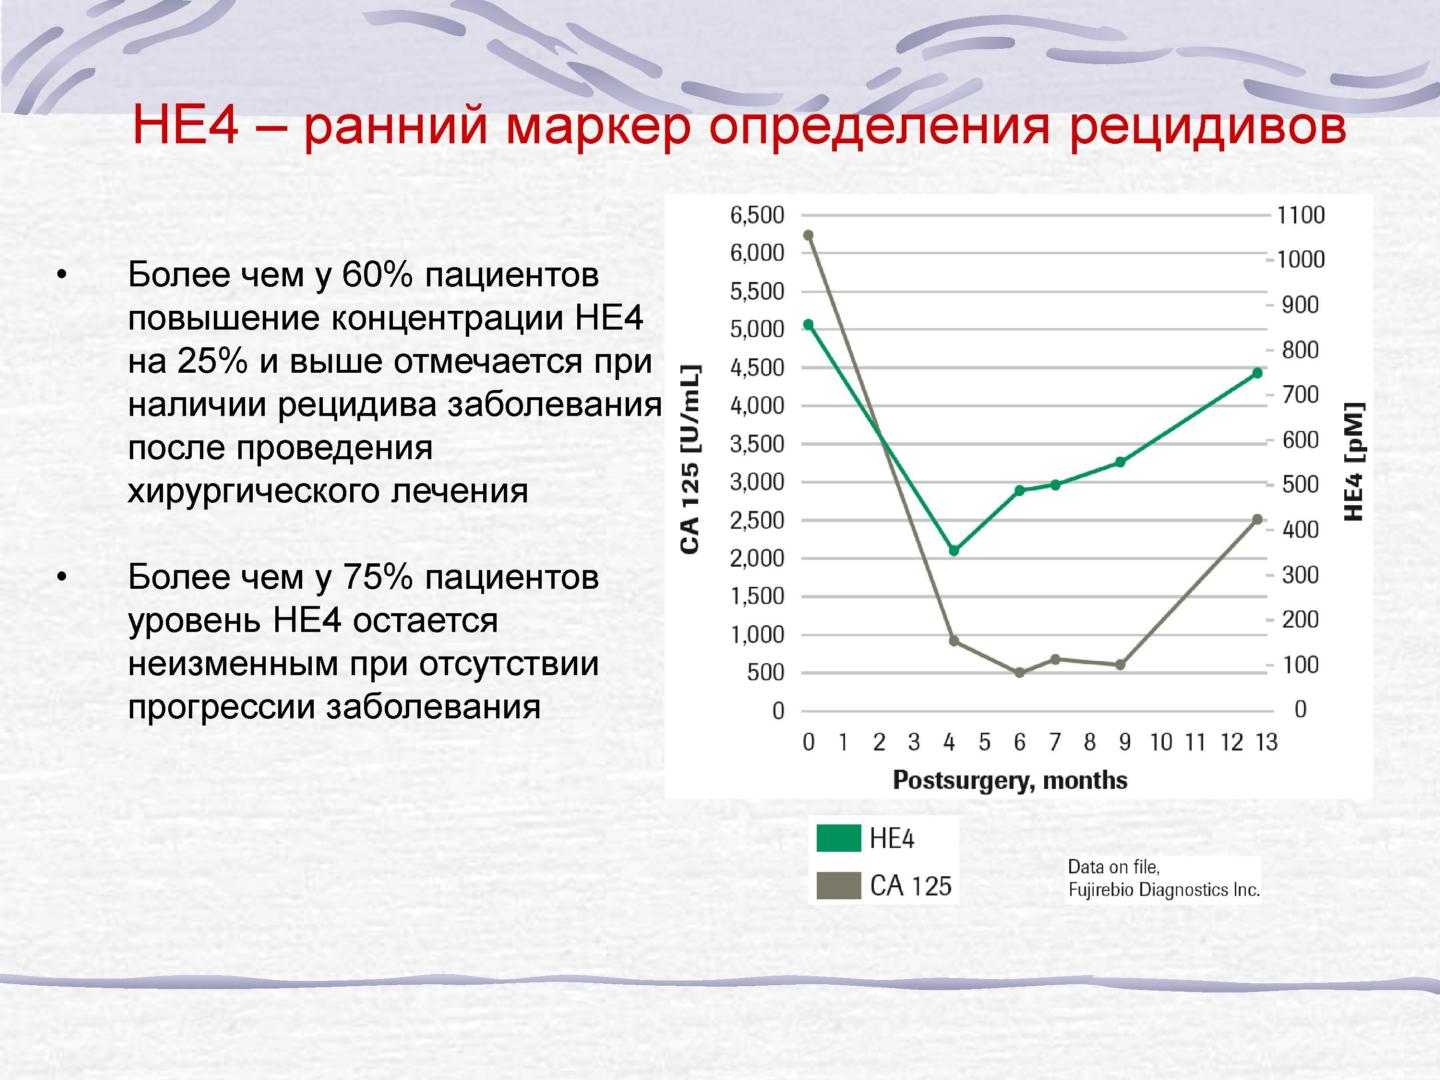 НЕ4 – ранний маркер определения рецидивов
• Более чем у 60% пациентов
повышение концентрации НЕ4
на 25% и выше отмечается при
наличии рецидива заболевания
после проведения
хирургического лечения
• Более чем у 75% пациентов
уровень НЕ4 остается
неизменным при отсутствии
прогрессии заболевания
CA 125 [U/mL]
6,500
6,000
5,500
5,000
4,500
4,000
3,500
3,000
2,500
2,000
1,500
1,000
500
0
1100
1000
900
800
700
600
500
400
300
200
100
0
HE4 [pM]
0 1 2 3 4 5 6 7 8 9 10 11 12 13
Postsurgery, months
HE4
CA 125
Data on file,
Fujirebio Diagnostics Inc.